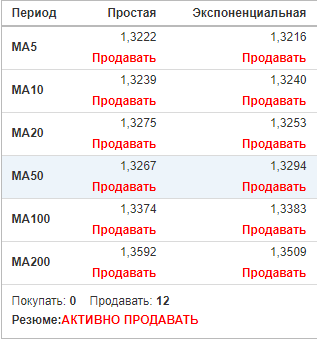 Период Простая Экспоненциальная
MA5 1,3222 1,3216
Продавать Продавать
MA10 1,3239 1,3240
Продавать Продавать
MA20 1,3275 1,3253
Продавать Продавать
MA50 1,3267 1,3294
Продавать Продавать
MA100 1,3374 1,3383
Продавать Продавать
MA200 1,3592 1,3509
Продавать Продавать
Покупать: 0 Продавать: 12
Резюме:АКТИВНО ПРОДАВАТЬ